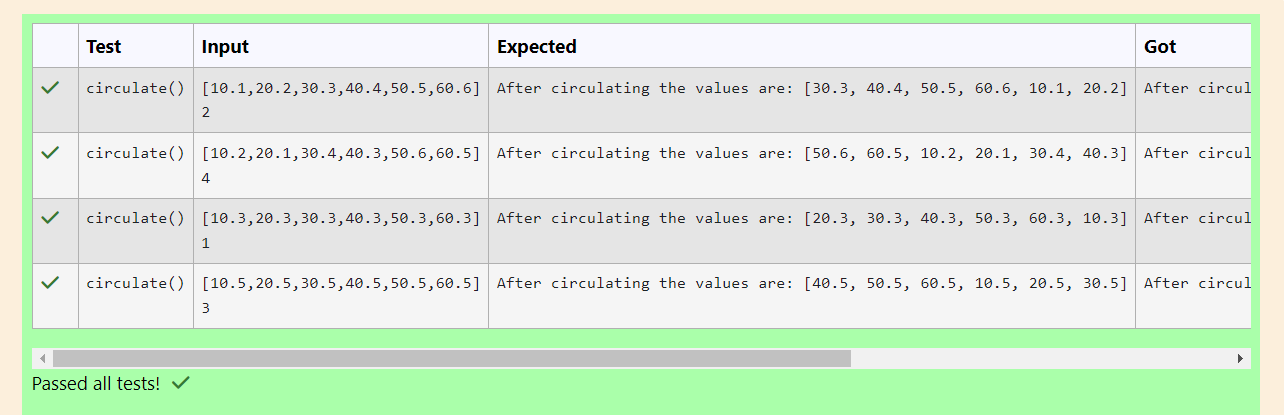 Test Input Expected Got
circulate() [10.1,20.2,30.3,40.4,50.5,60.6] After circulating the values are: [30.3, 40.4, 50.5, 60.6, 10.1, 20.2] After circul
2
circulate() [10.2,20.1,30.4,40.3,50.6,60.5] After circulating the values are: [50.6, 60.5, 10.2, 20.1, 30.4, 40.3] After circul
4
circulate() [10.3,20.3,30.3,40.3,50.3,60.3] After circulating the values are: [20.3, 30.3, 40.3, 50.3, 60.3, 10.3] After circul
1
circulate() [10.5,20.5,30.5,40.5,50.5,60.5] After circulating the values are: [40.5, 50.5, 60.5, 10.5, 20.5, 30.5] After circul
3
Passed all tests!